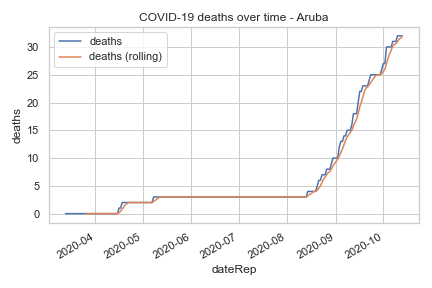 COVID-19 deaths over time - Aruba
deaths
deaths (rolling)
deaths
30
25
20
15
10
5
0
2020-04
2020-05
2020-06
2020-07
2020-08
2020-09
2020-10
dateRep